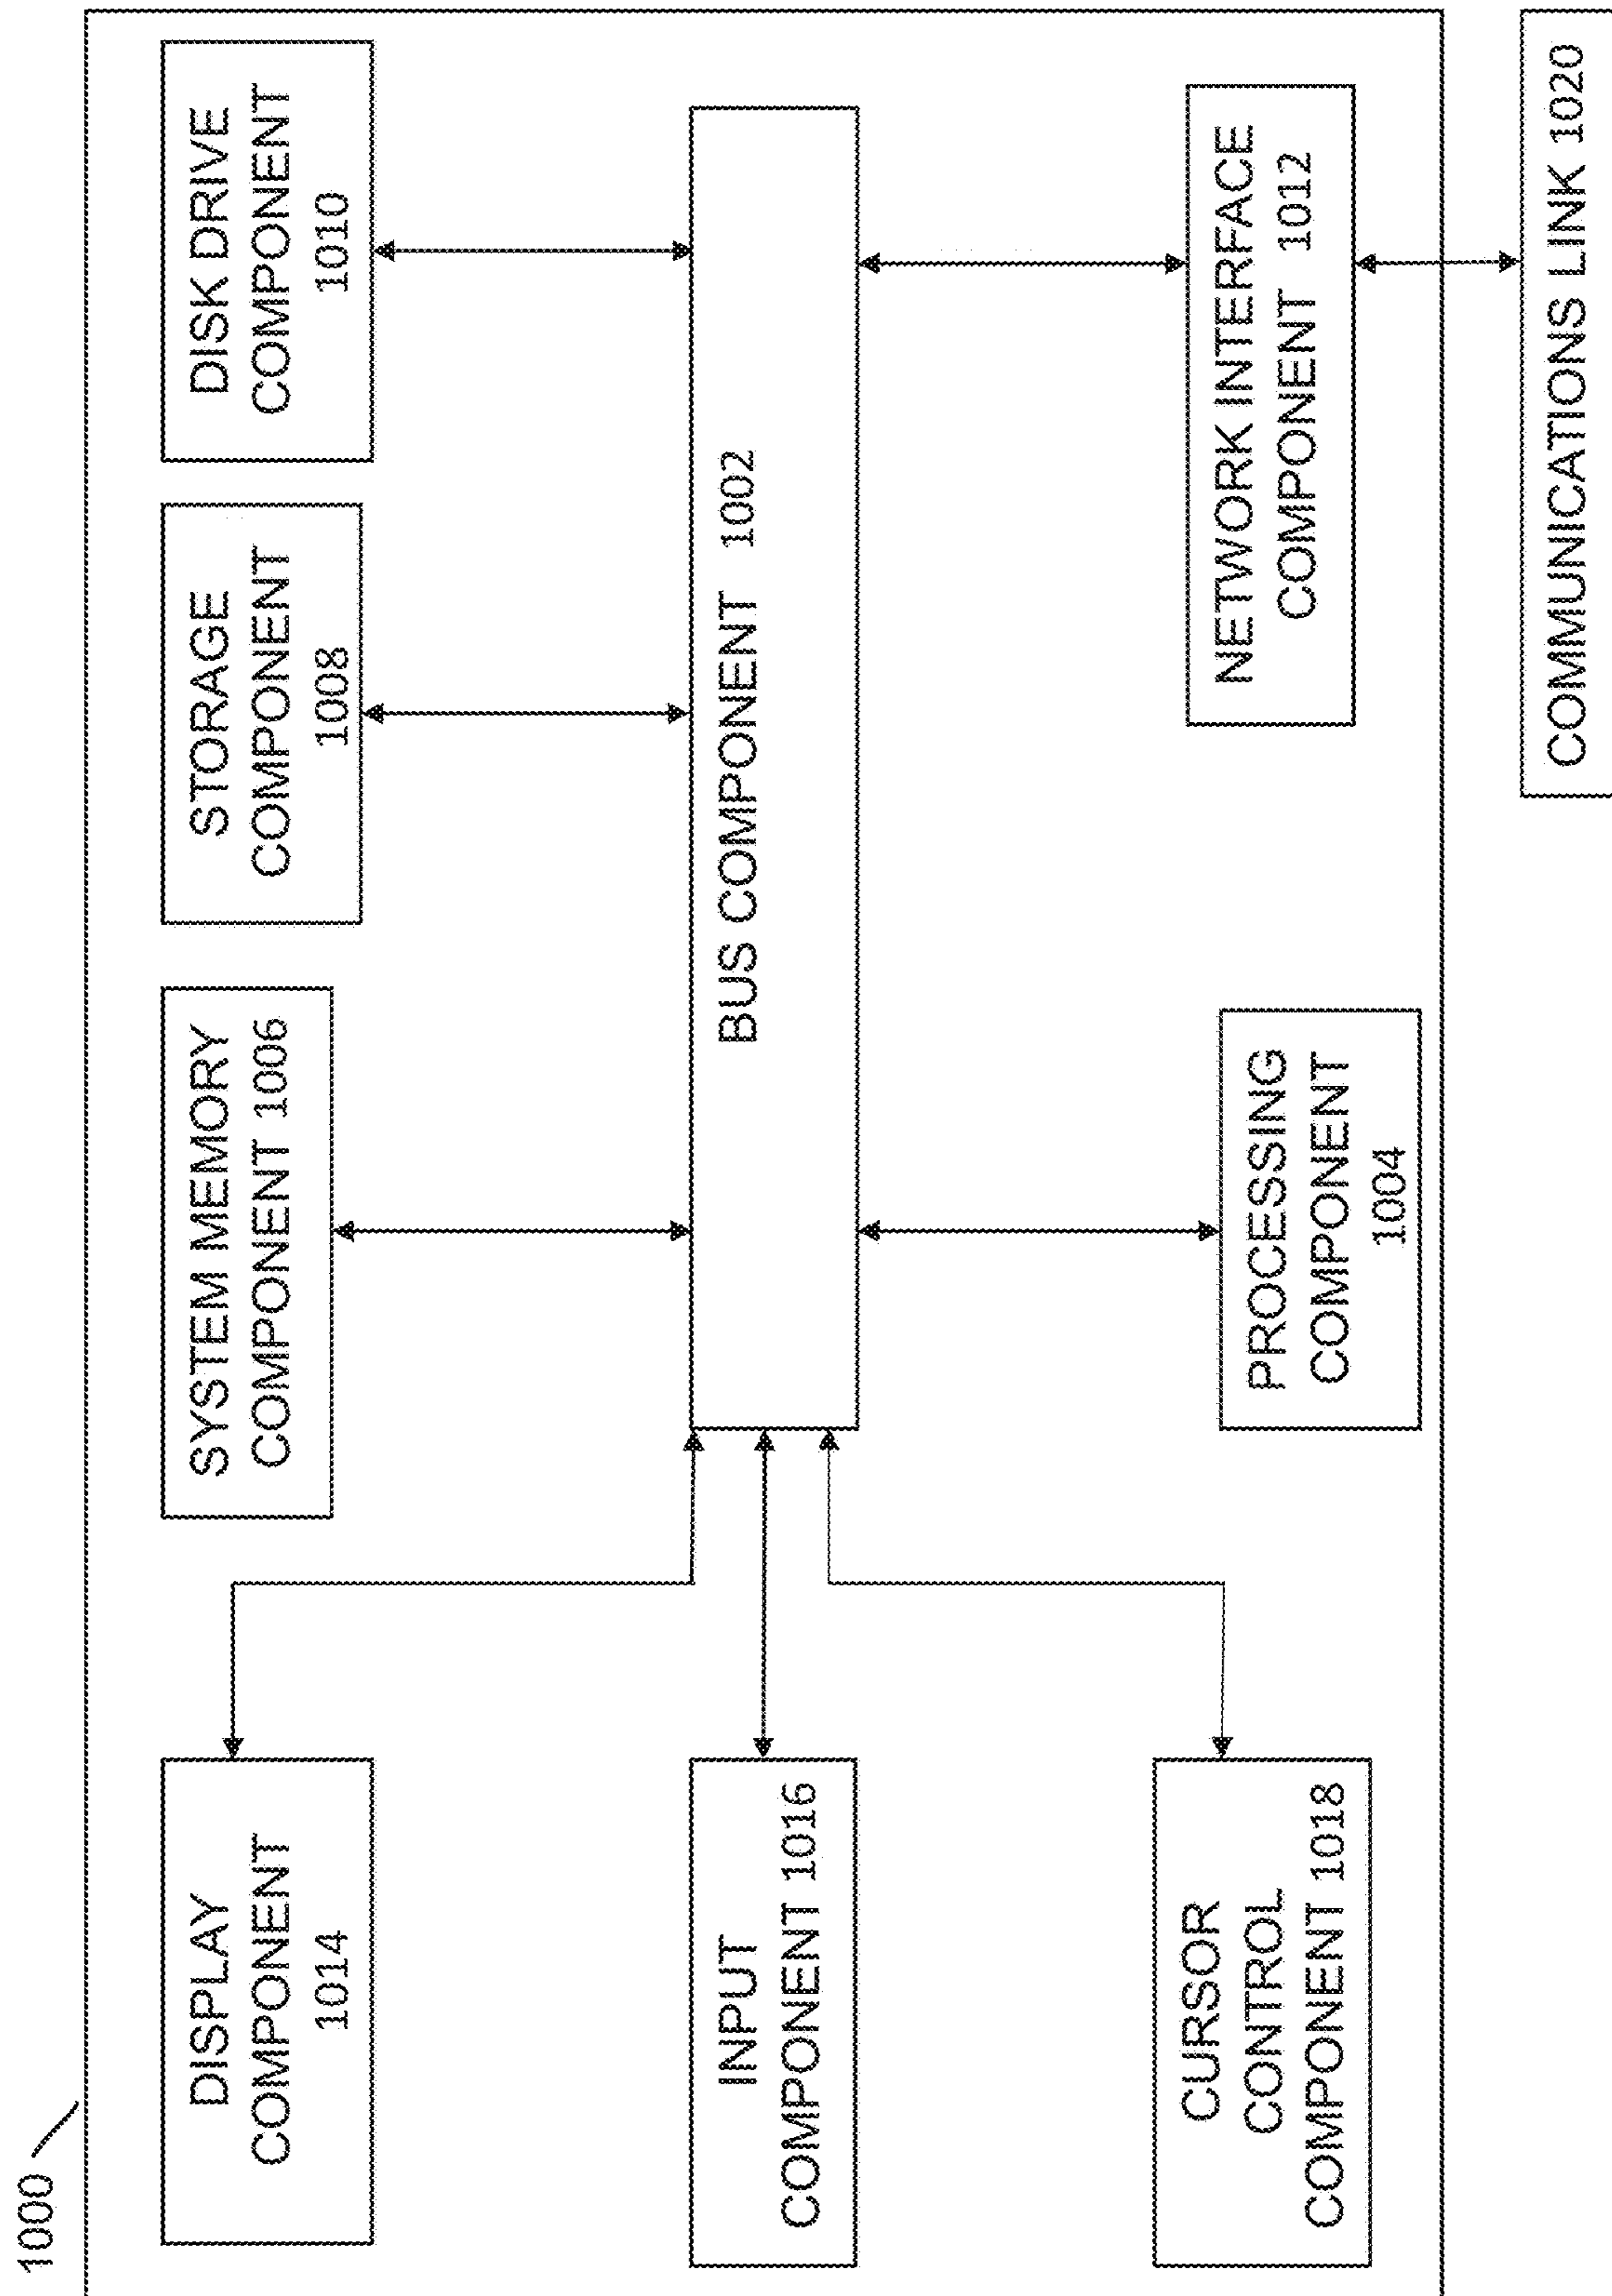 1000
DISPLAY
COMPONENT
1014
SYSTEM MEMORY
COMPONENT 1006
STORAGE
COMPONENT
1008
DISK DRIVE
COMPONENT
1010
INPUT
COMPONENT 1016
BUS COMPONENT 1002
CURSOR
CONTROL
COMPONENT 1018
PROCESSING
COMPONENT
1004
NETWORK INTERFACE
COMPONENT 1012
COMMUNICATIONS LINK 1020